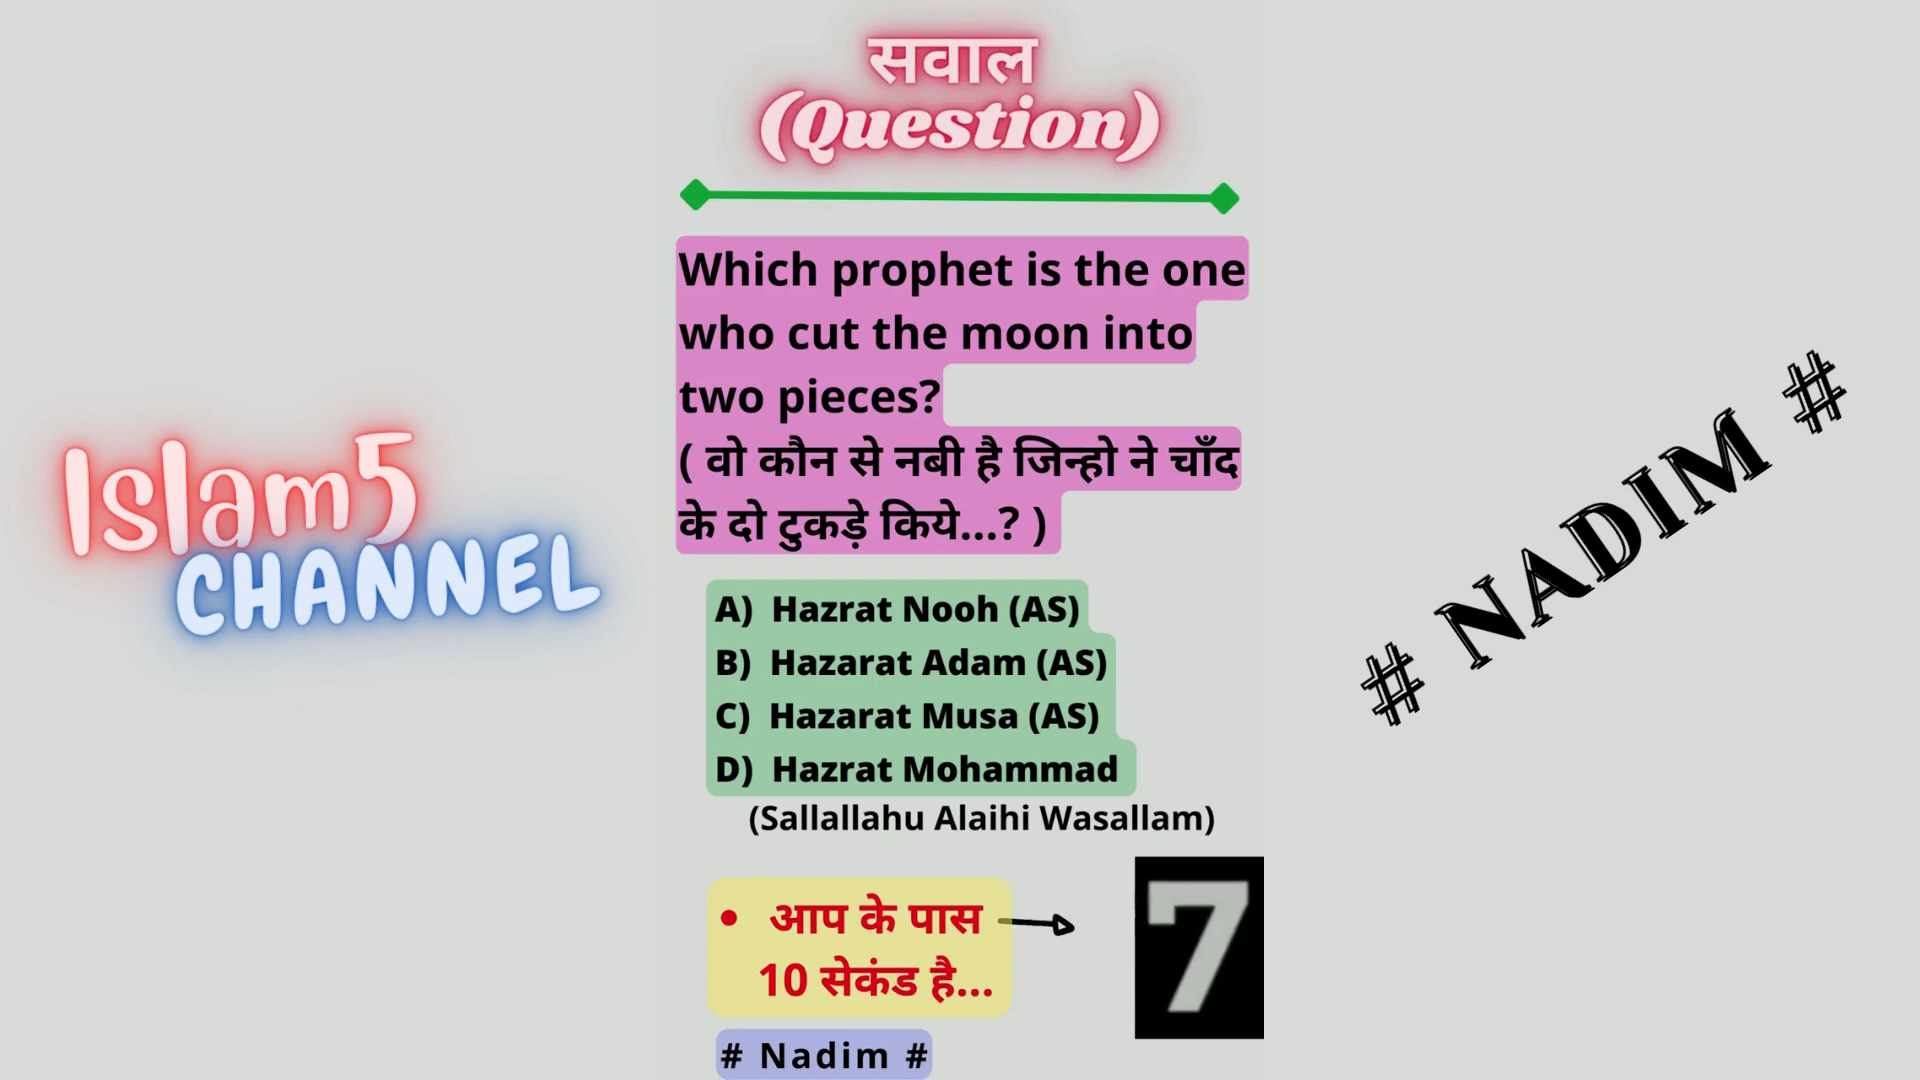 सवाल
(Question)
Which prophet is the one
who cut the moon into
two pieces?
( वो कौन से नबी है जिन्हो ने चाँद
के दो टुकड़े किये...? )
A) Hazrat Nooh (AS)
B) Hazarat Adam (AS)
C) Hazarat Musa (AS)
D) Hazrat Mohammad
(Sallallahu Alaihi Wasallam)
• आप के पास
10 सेकंड है...
7
# Nadim #
Islam5
CHANNEL
# NADIM #